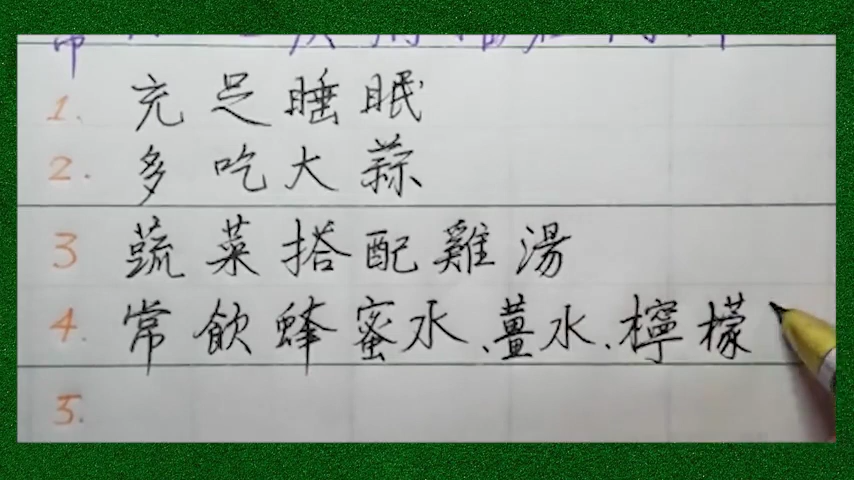 1. 充足睡眠
2. 多吃大蒜
3 蔬菜搭配雞湯
4. 常飲蜂蜜水、薑水、檸檬
5.